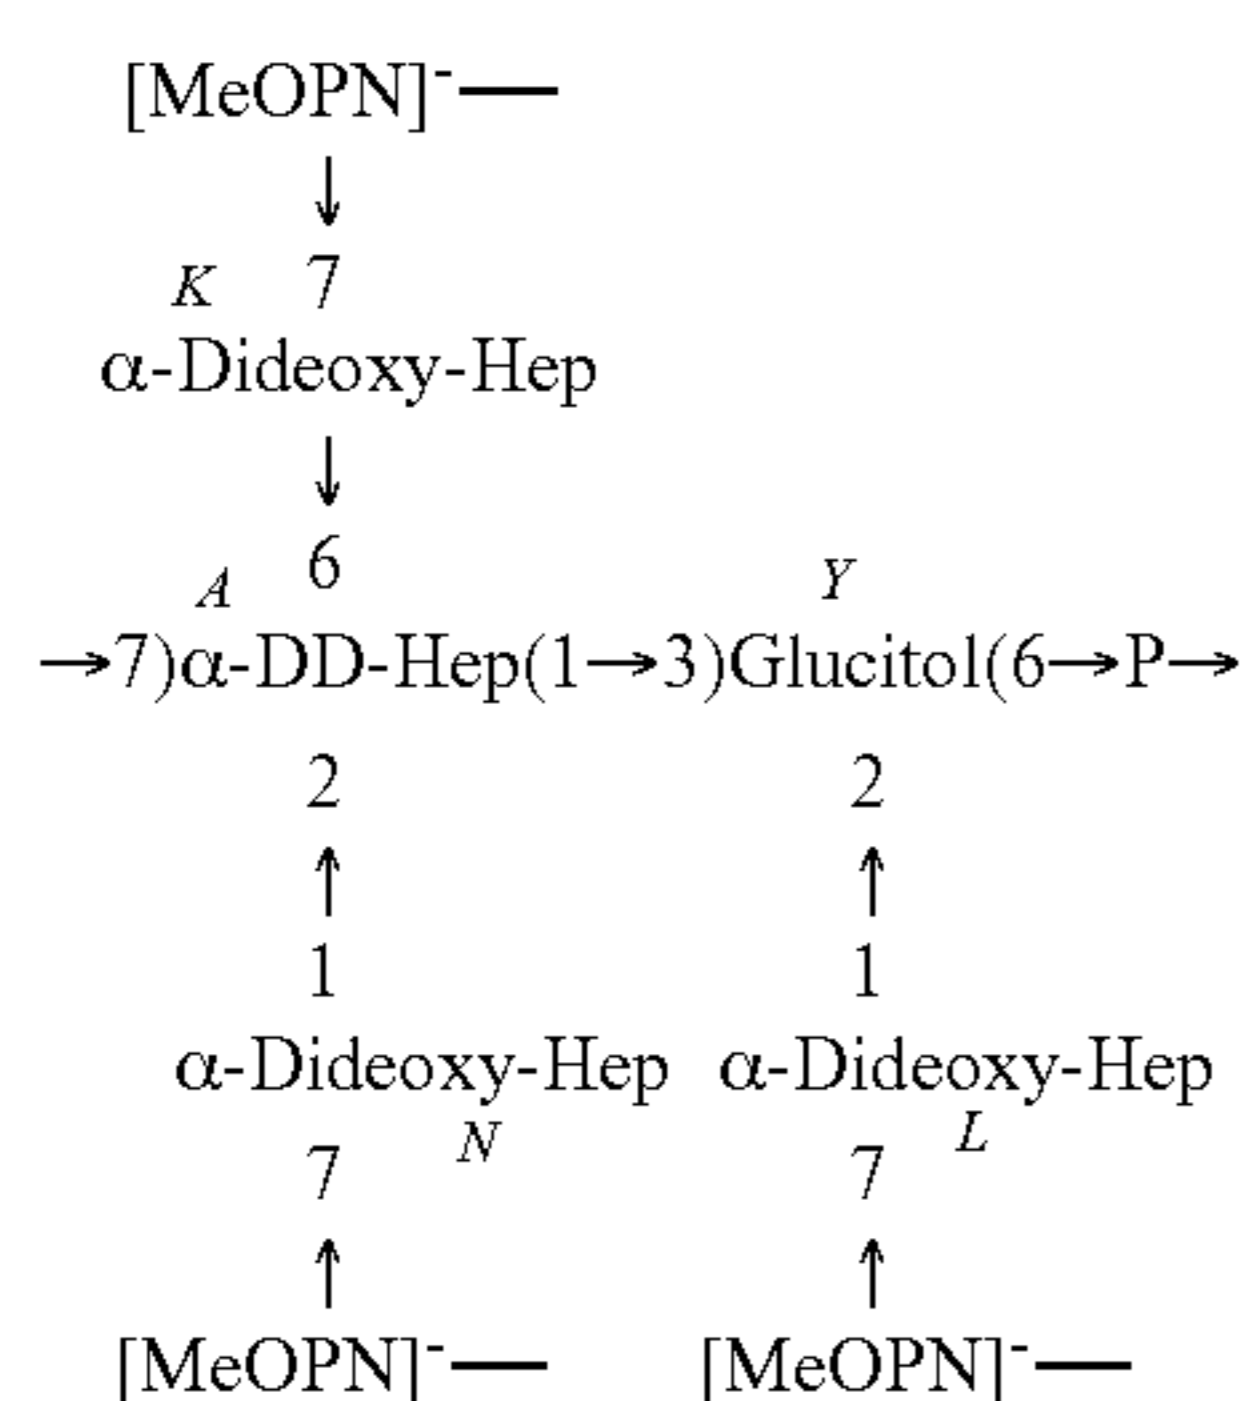 [MeOPN]⁻—
↓
K 7
α-Dideoxy-Hep
↓
A 6 Y
→7)α-DD-Hep(1→3)Glucitol(6→P→
2 2
↑ ↑
1 1
α-Dideoxy-Hep α-Dideoxy-Hep
N L
7 7
↑ ↑
[MeOPN]⁻— [MeOPN]⁻—